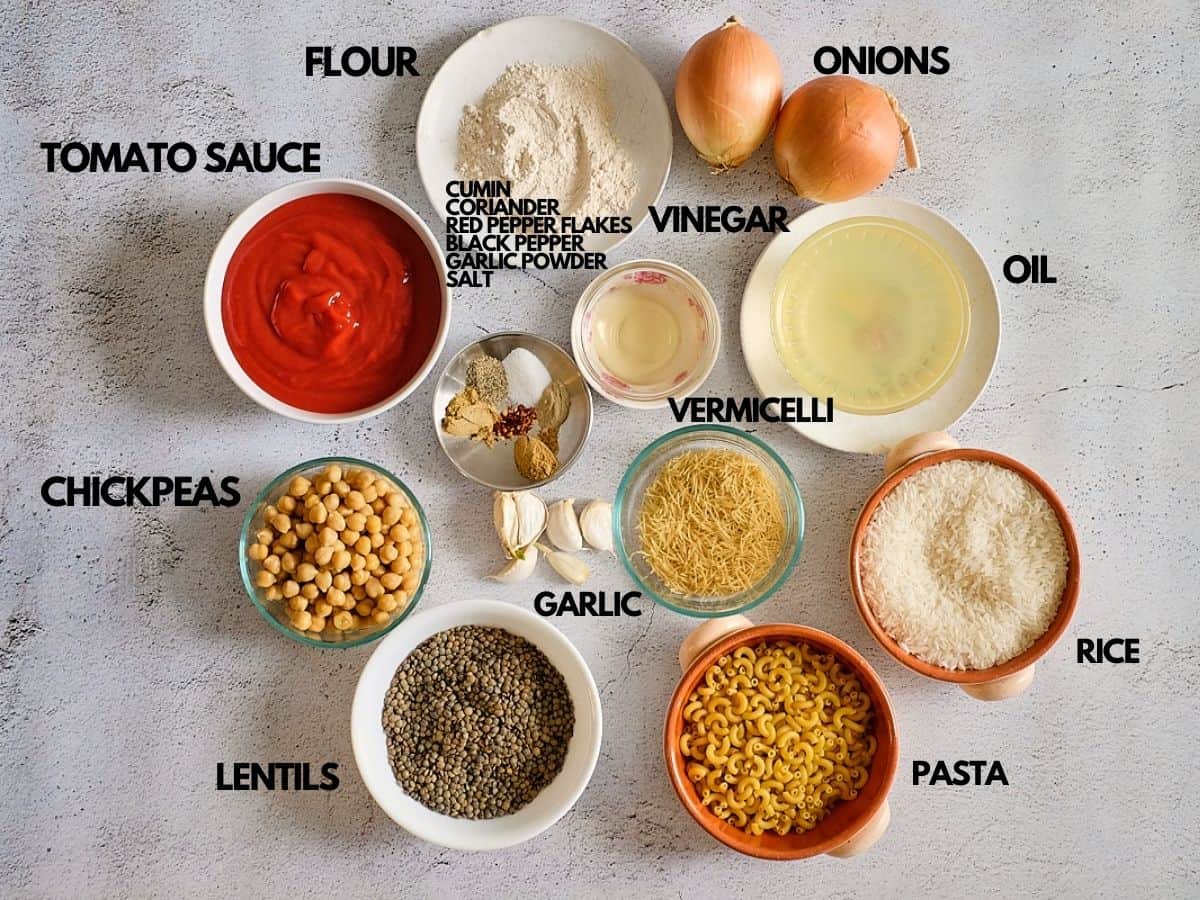 FLOUR
ONIONS
TOMATO SAUCE
CUMIN
CORIANDER
RED PEPPER FLAKES
BLACK PEPPER
GARLIC POWDER
SALT
VINEGAR
OIL
VERMICELLI
CHICKPEAS
GARLIC
RICE
LENTILS
PASTA